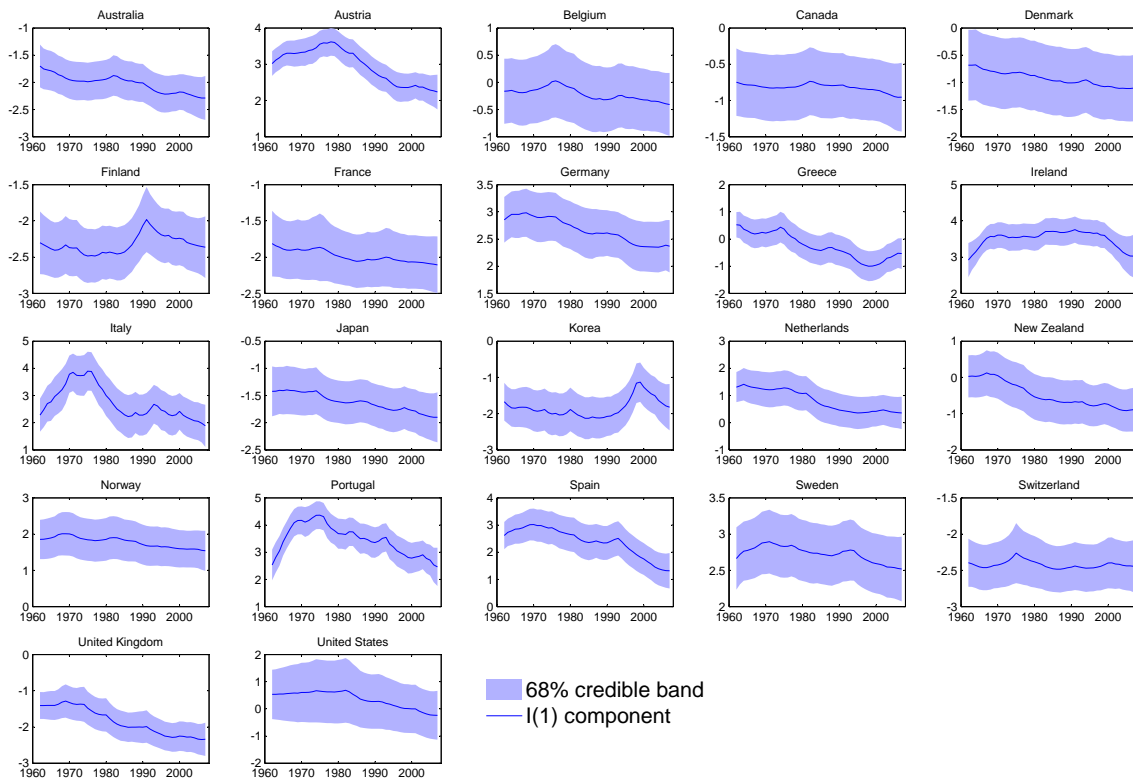 Australia
-1
-1.5
-2
-2.5
-3
1960 1970 1980 1990 2000
Austria
4
3
2
1
1960 1970 1980 1990 2000
Belgium
1
0.5
0
-0.5
-1
1960 1970 1980 1990 2000
Canada
0
-0.5
-1
-1.5
1960 1970 1980 1990 2000
Denmark
0
-0.5
-1
-1.5
-2
1960 1970 1980 1990 2000
Finland
-1.5
-2
-2.5
-3
1960 1970 1980 1990 2000
France
-1
-1.5
-2
-2.5
1960 1970 1980 1990 2000
Germany
3.5
3
2.5
2
1.5
1960 1970 1980 1990 2000
Greece
2
1
0
-1
-2
1960 1970 1980 1990 2000
Ireland
5
4
3
2
1960 1970 1980 1990 2000
Italy
5
4
3
2
1
1960 1970 1980 1990 2000
Japan
-0.5
-1
-1.5
-2
-2.5
1960 1970 1980 1990 2000
Korea
0
-1
-2
-3
1960 1970 1980 1990 2000
Netherlands
3
2
1
0
-1
1960 1970 1980 1990 2000
New Zealand
1
0
-1
-2
1960 1970 1980 1990 2000
Norway
3
2
1
0
1960 1970 1980 1990 2000
Portugal
5
4
3
2
1
1960 1970 1980 1990 2000
Spain
4
3
2
1
0
1960 1970 1980 1990 2000
Sweden
3.5
3
2.5
2
1960 1970 1980 1990 2000
Switzerland
-1.5
-2
-2.5
-3
1960 1970 1980 1990 2000
United Kingdom
0
-1
-2
-3
1960 1970 1980 1990 2000
United States
2
1
0
-1
-2
1960 1970 1980 1990 2000
68% credible band
I(1) component